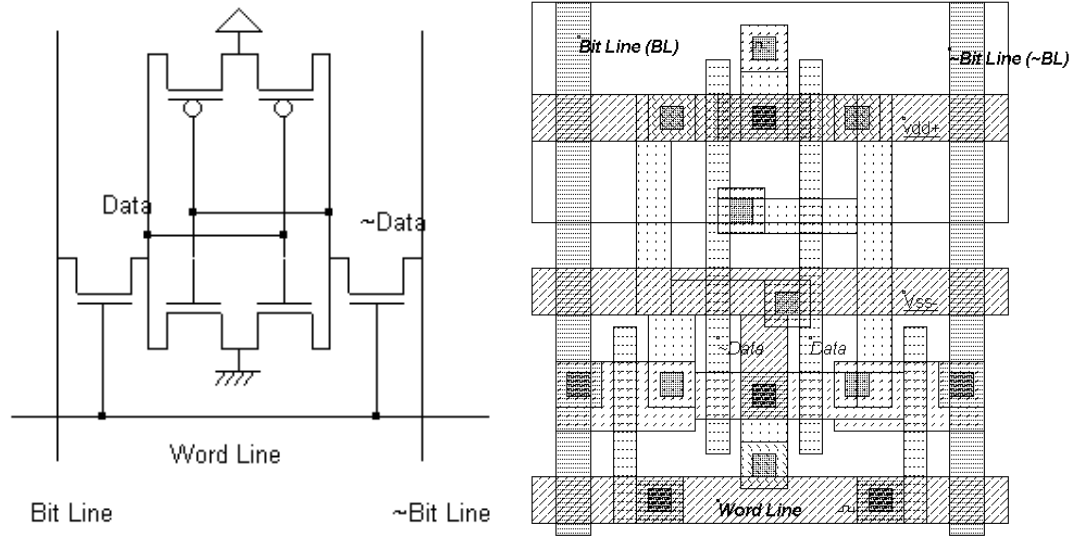 Data
~Data
Word Line
Bit Line
~Bit Line
Bit Line (BL)
~Bit Line (~BL)
Vdd+
Vss-
~Data
Data
Word Line